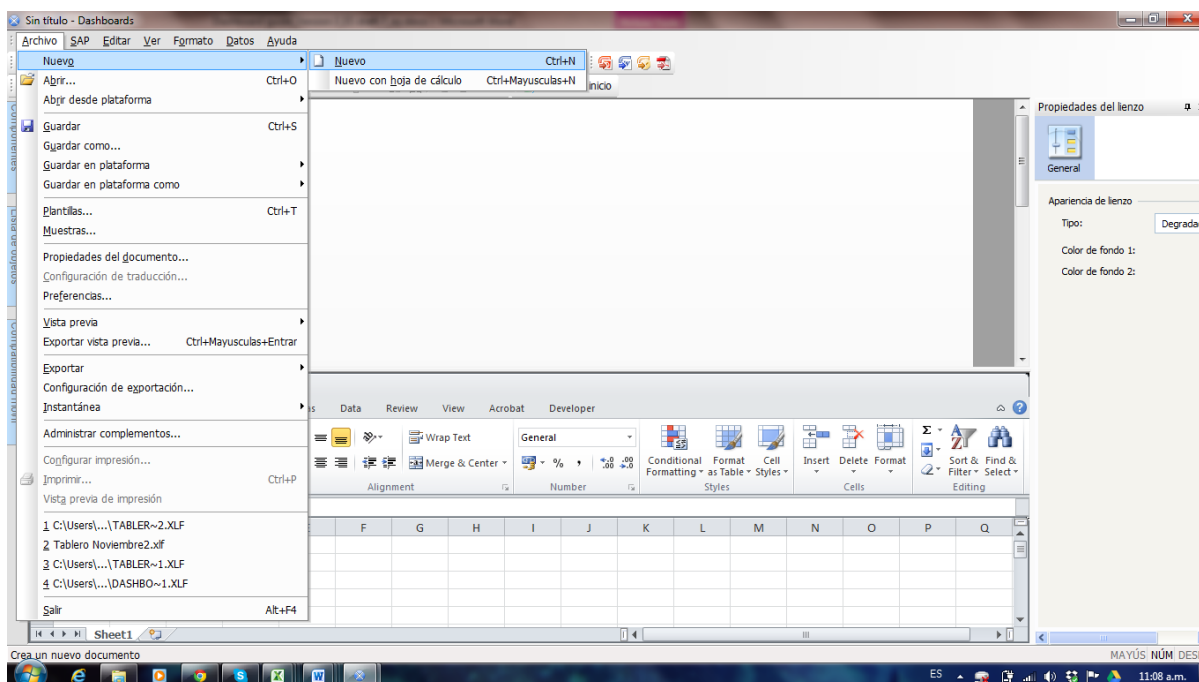 Sin título - Dashboards
Archivo SAP Editar Ver Formato Datos Ayuda
Nuevo
Nuevo Ctrl+N
Abrir... Ctrl+O
Nuevo con hoja de cálculo Ctrl+Mayusculas+N
nicio
Abrir desde plataforma
Guardar Ctrl+S
Guardar como...
Guardar en plataforma
Guardar en plataforma como
Plantillas... Ctrl+T
Muestras...
Propiedades del documento...
Configuración de traducción...
Preferencias...
Vista previa
Exportar vista previa... Ctrl+Mayusculas+Entrar
Exportar
Configuración de exportación...
Instantánea
Administrar complementos...
Configurar impresión...
Imprimir... Ctrl+P
Vista previa de impresión
1 C:\Users\...\TABLER~2.XLF
2 Tablero Noviembre2.xlf
3 C:\Users\...\TABLER~1.XLF
4 C:\Users\...\DASHBO~1.XLF
Salir Alt+F4
Propiedades del lienzo
General
Apariencia de lienzo
Tipo: Degrada
Color de fondo 1:
Color de fondo 2:
Data Review View Acrobat Developer
Wrap Text
General
Merge & Center
% ,
Conditional Formatting
Format as Table
Cell Styles
Insert Delete Format
Σ
Sort & Filter
Find & Select
Alignment Number Styles Cells Editing
F G H I J K L M N O P Q
Sheet1
Crea un nuevo documento
MAYÚS NÚM DES
ES 11:08 a.m.